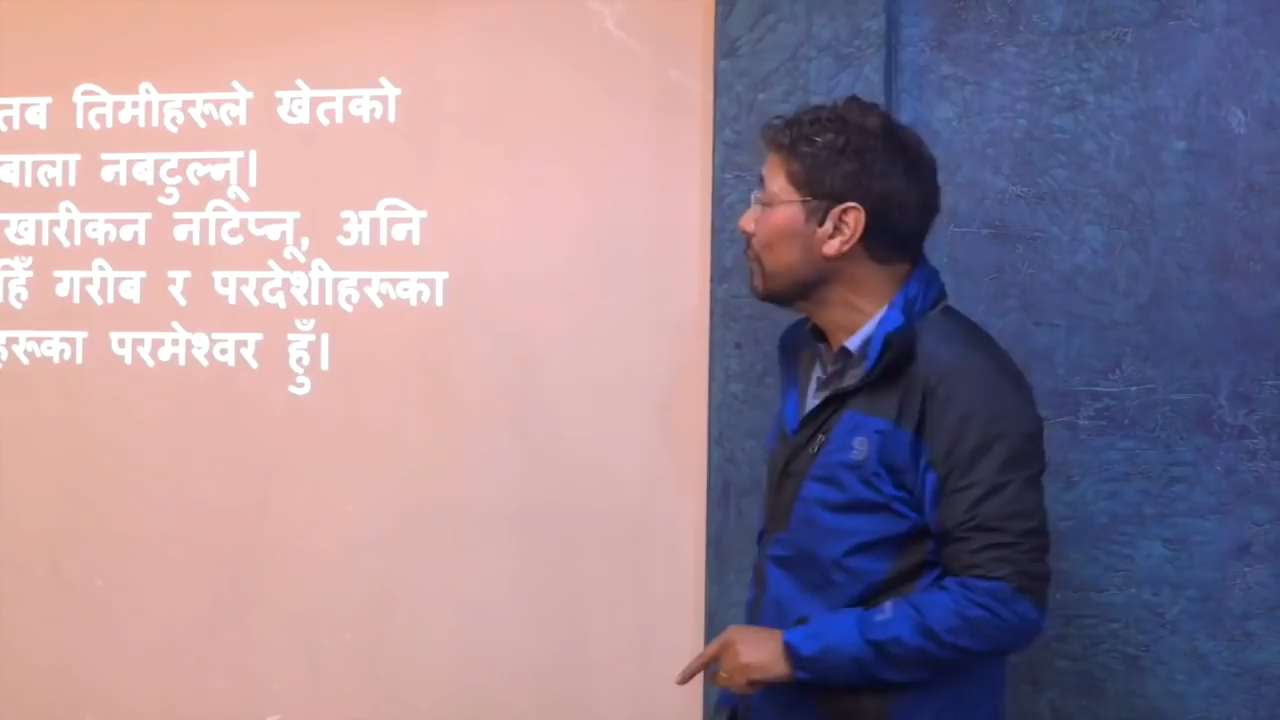 तब तिमीहरूले खेतको
बाला नबटुल्नू।
खारीकन नटिप्नू, अनि
हिँ गरीब र परदेशीहरूका
हरूका परमेश्वर हुँ।